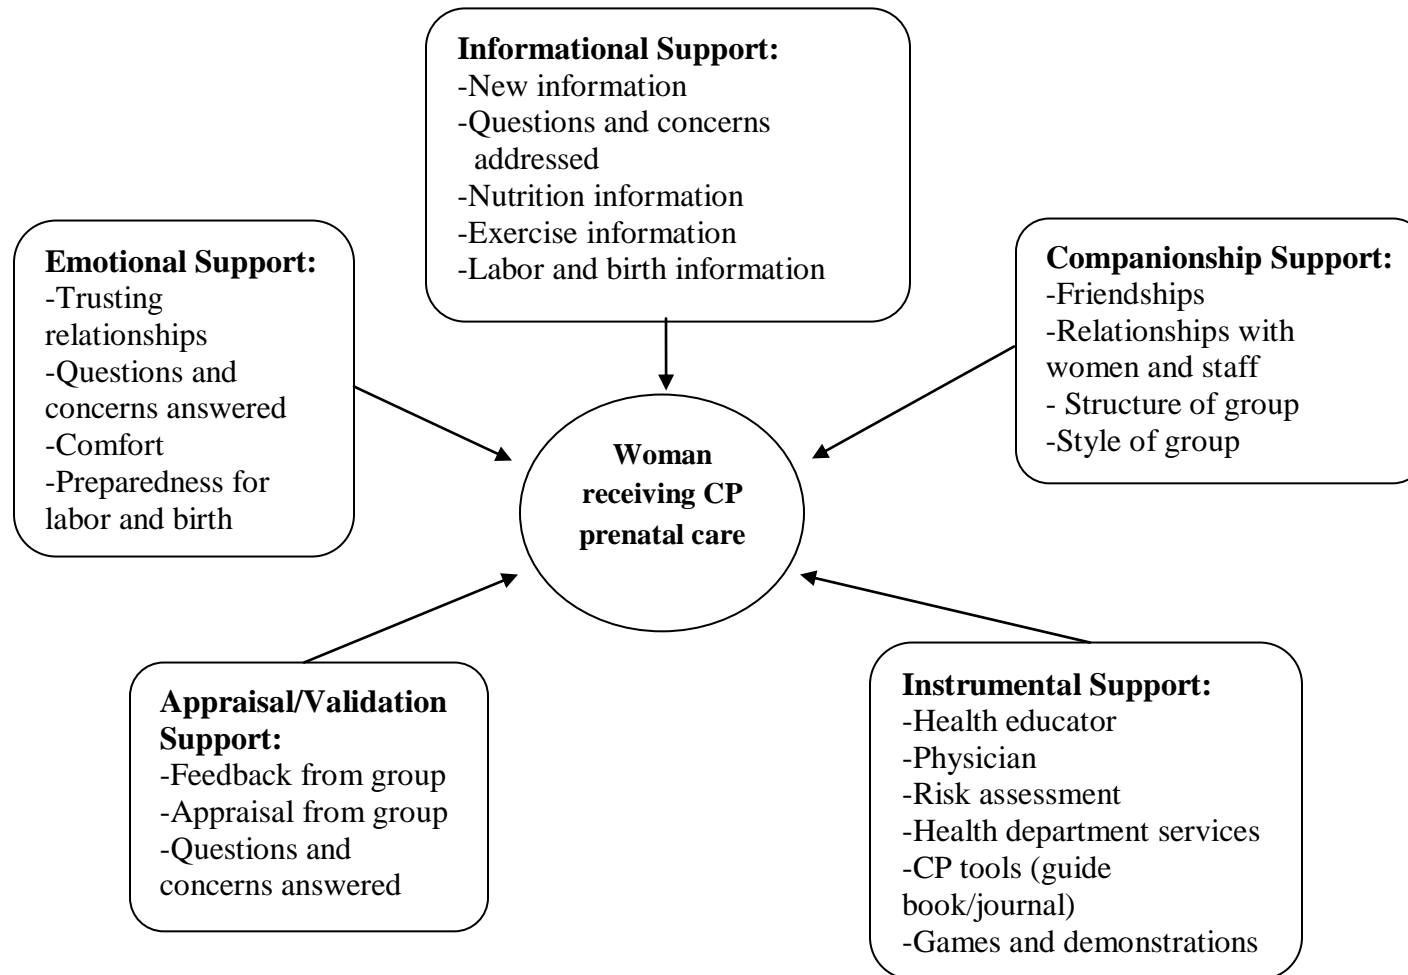 Informational Support:
-New information
-Questions and concerns
addressed
-Nutrition information
-Exercise information
-Labor and birth information
Emotional Support:
-Trusting
relationships
-Questions and
concerns answered
-Comfort
-Preparedness for
labor and birth
Companionship Support:
-Friendships
-Relationships with
women and staff
- Structure of group
-Style of group
Woman
receiving CP
prenatal care
Appraisal/Validation
Support:
-Feedback from group
-Appraisal from group
-Questions and
concerns answered
Instrumental Support:
-Health educator
-Physician
-Risk assessment
-Health department services
-CP tools (guide
book/journal)
-Games and demonstrations